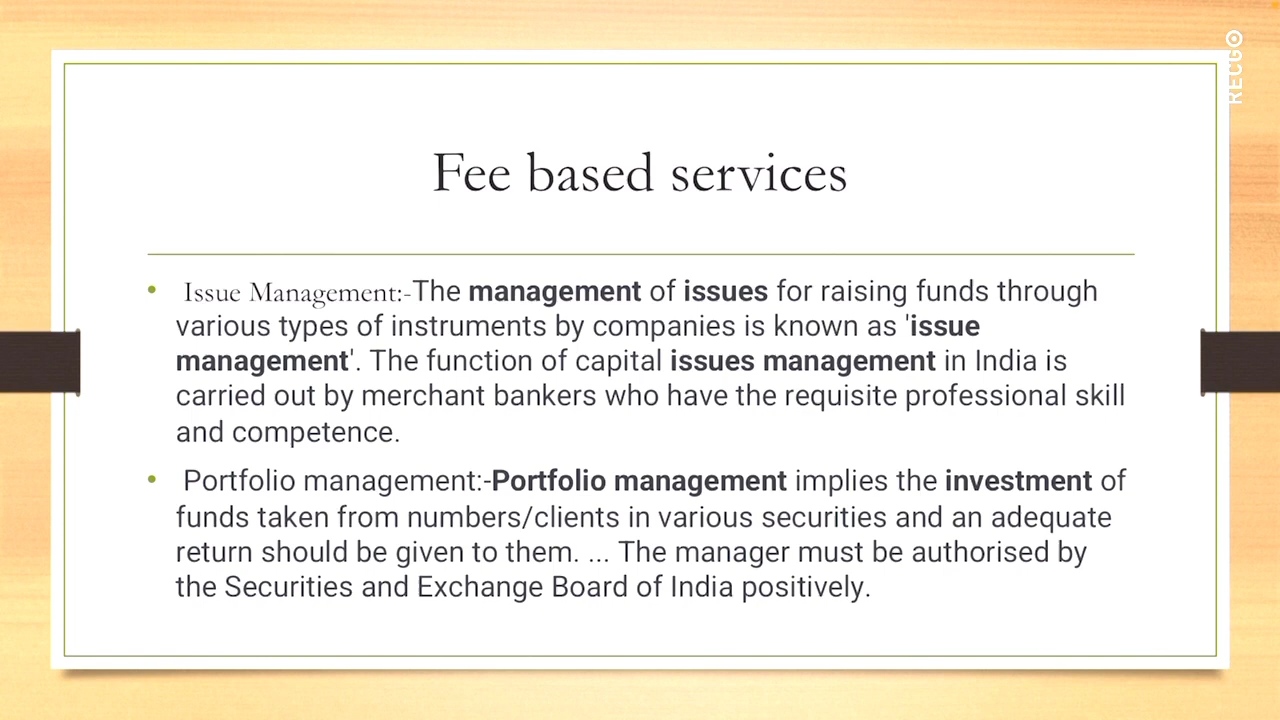 RECGO
Fee based services
• Issue Management:-The management of issues for raising funds through
various types of instruments by companies is known as 'issue
management'. The function of capital issues management in India is
carried out by merchant bankers who have the requisite professional skill
and competence.
• Portfolio management:-Portfolio management implies the investment of
funds taken from numbers/clients in various securities and an adequate
return should be given to them. ... The manager must be authorised by
the Securities and Exchange Board of India positively.